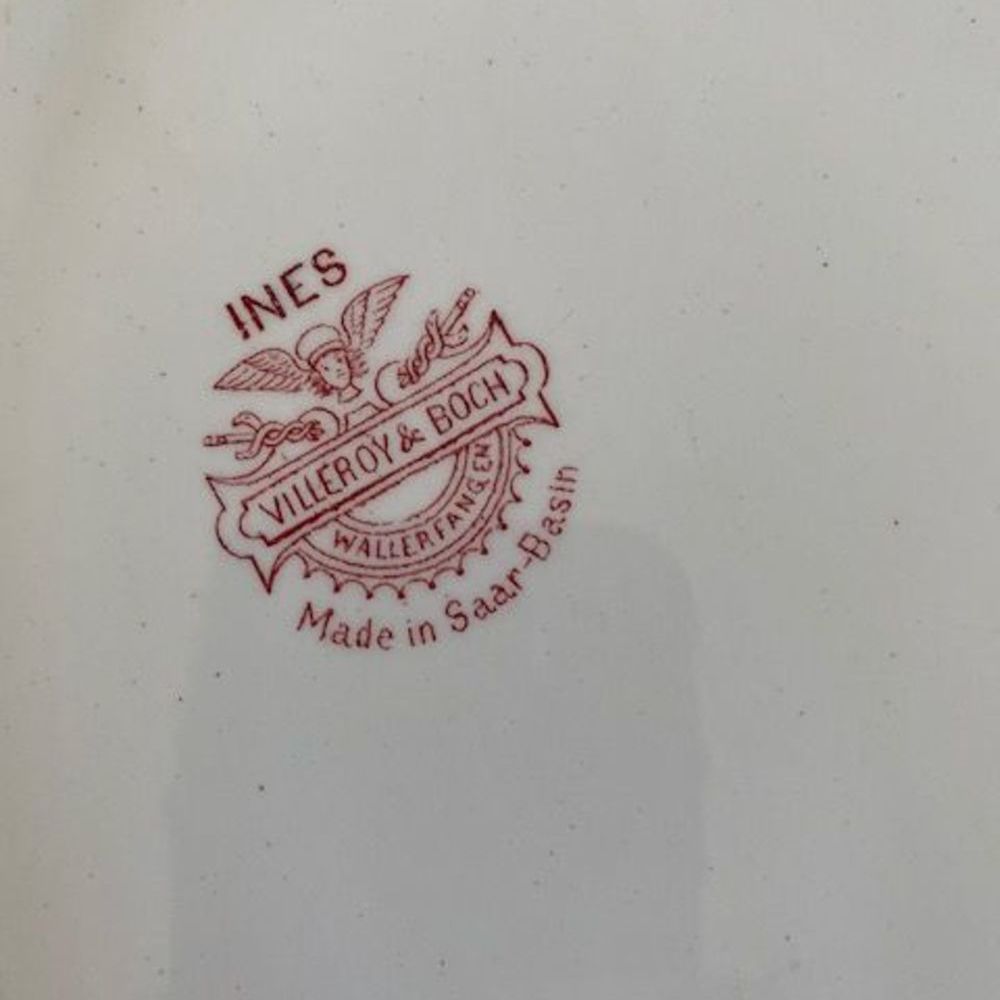 INES
VILLEROY & BOCH
WALLERFANGEN
Made in Saar-Basin